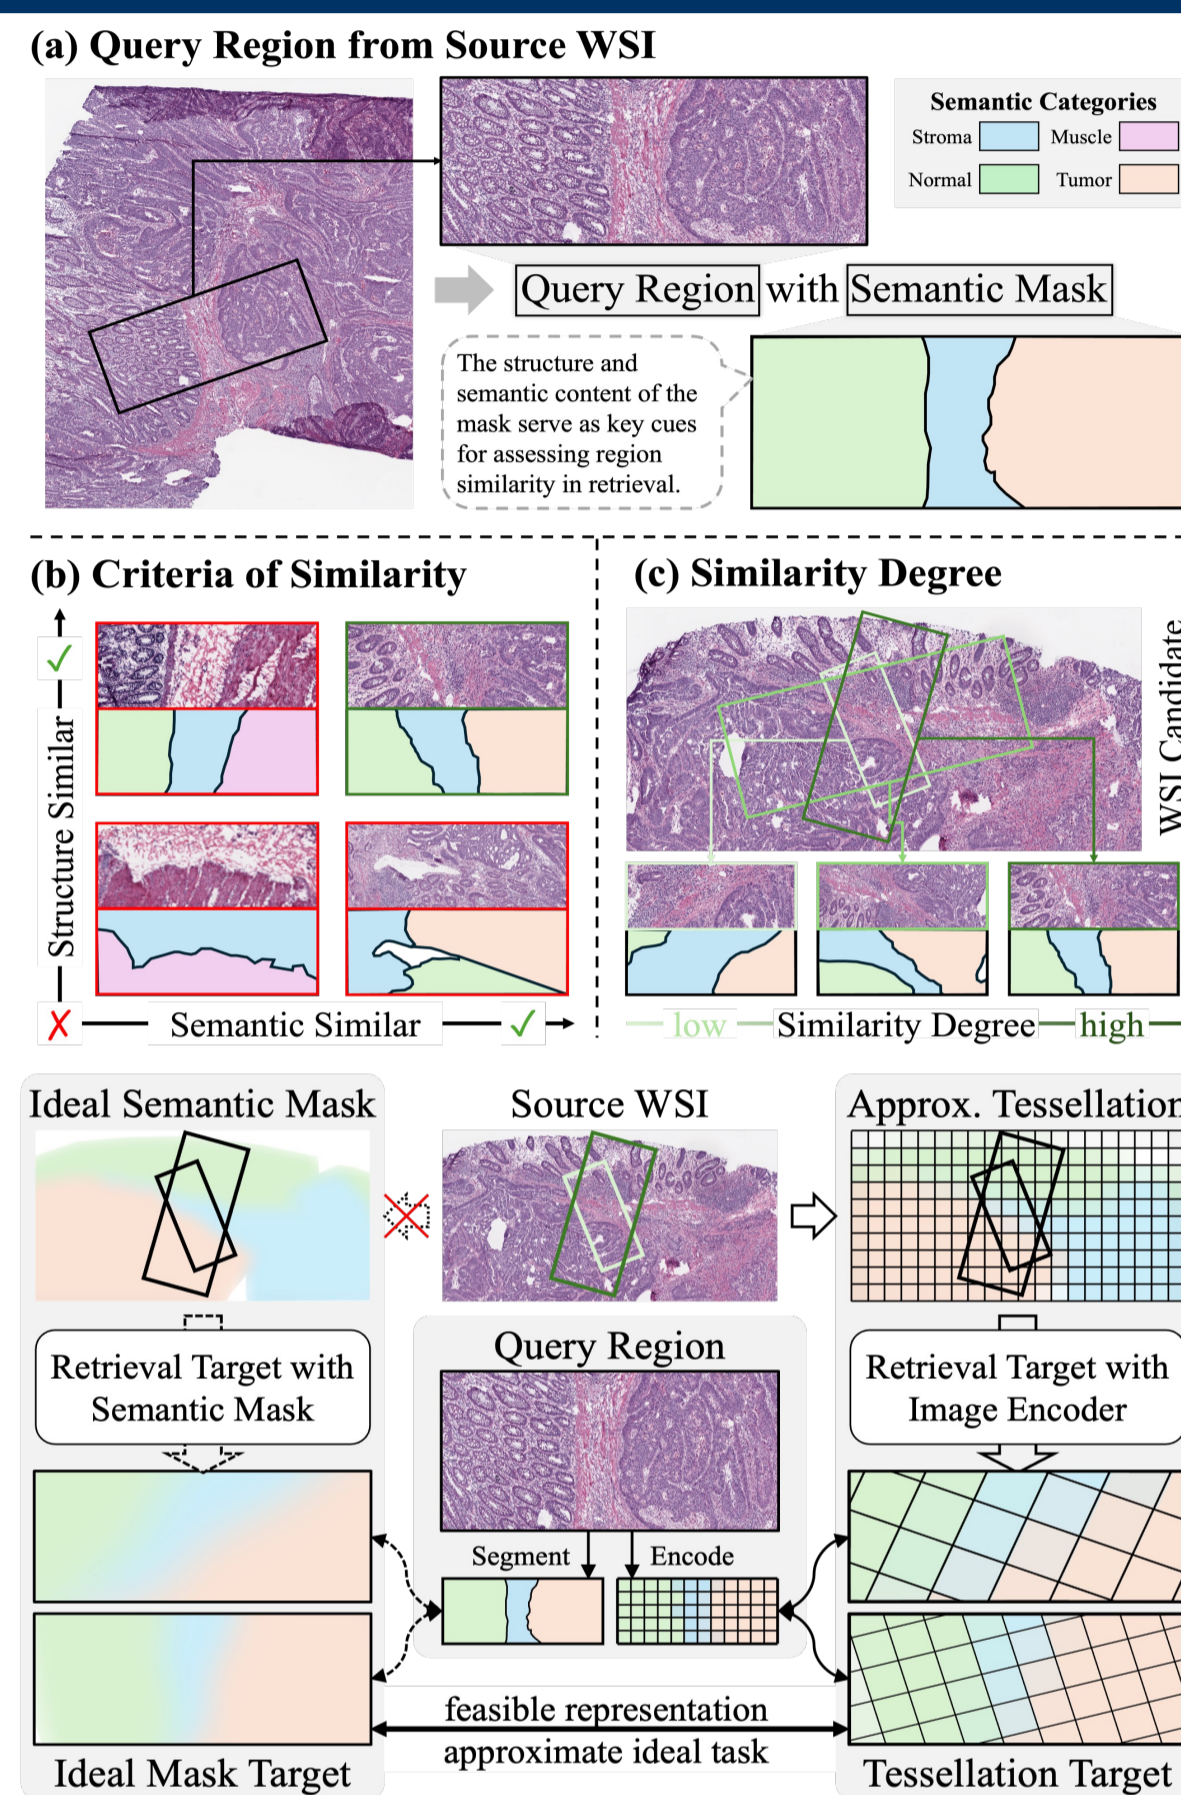 (a) Query Region from Source WSI
Semantic Categories
Stroma
Muscle
Normal
Tumor
Query Region with Semantic Mask
The structure and
semantic content of the
mask serve as key cues
for assessing region
similarity in retrieval.
(b) Criteria of Similarity
Structure Similar
Semantic Similar
(c) Similarity Degree
WSI Candidate
low
Similarity Degree
high
Ideal Semantic Mask
Source WSI
Approx. Tessellation
Retrieval Target with
Semantic Mask
Query Region
Segment
Encode
Retrieval Target with
Image Encoder
feasible representation
approximate ideal task
Ideal Mask Target
Tessellation Target